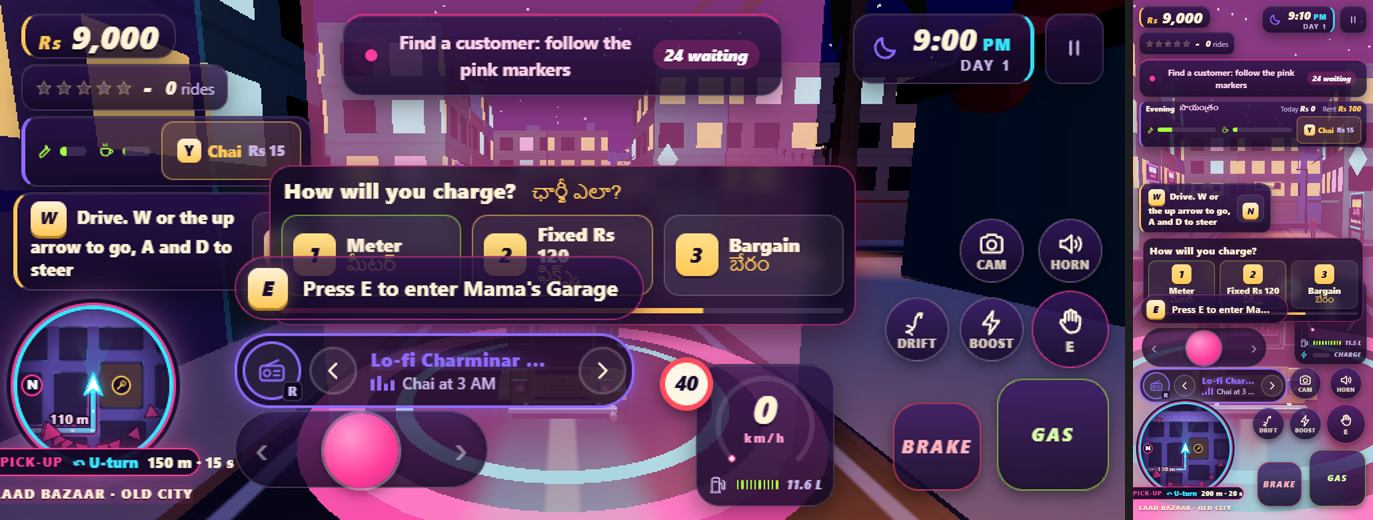 Rs 9,000
- 0 rides
Y Chai Rs 15
W Drive. W or the up
arrow to go, A and D to
steer
Find a customer: follow the
pink markers
24 waiting
9:00 PM
DAY 1
How will you charge? ఛార్జీ ఎలా?
1 Meter
మీటర్
2 Fixed Rs
120
3 Bargain
బేరం
E Press E to enter Mama's Garage
R
Lo-fi Charminar ...
Chai at 3 AM
N
110 m
PICK-UP U-turn 150 m · 15 s
LAAD BAZAAR · OLD CITY
40
0
km/h
11.6 L
CAM
HORN
DRIFT
BOOST
E
BRAKE
GAS
Rs 9,000
- 0 rides
9:10 PM
DAY 1
Find a customer: follow the pink
markers
24 waiting
Evening సాయంత్రం Today Rs 0 Rent Rs 100
Y Chai Rs 15
W Drive. W or
the up arrow to go,
A and D to steer
N
How will you charge? ఛార్జీ ఎలా?
1
Meter
2
Fixed Rs 120
3
Bargain
బేరం
E Press E to enter Ma...
11.5 L
CHARGE
R
Lo-fi Char...
Chai at 3 ...
CAM
HORN
DRIFT
BOOST
E
N
110 m
PICK-UP U-turn 200 m · 20 s
LAAD BAZAAR · OLD CITY
BRAKE
GAS